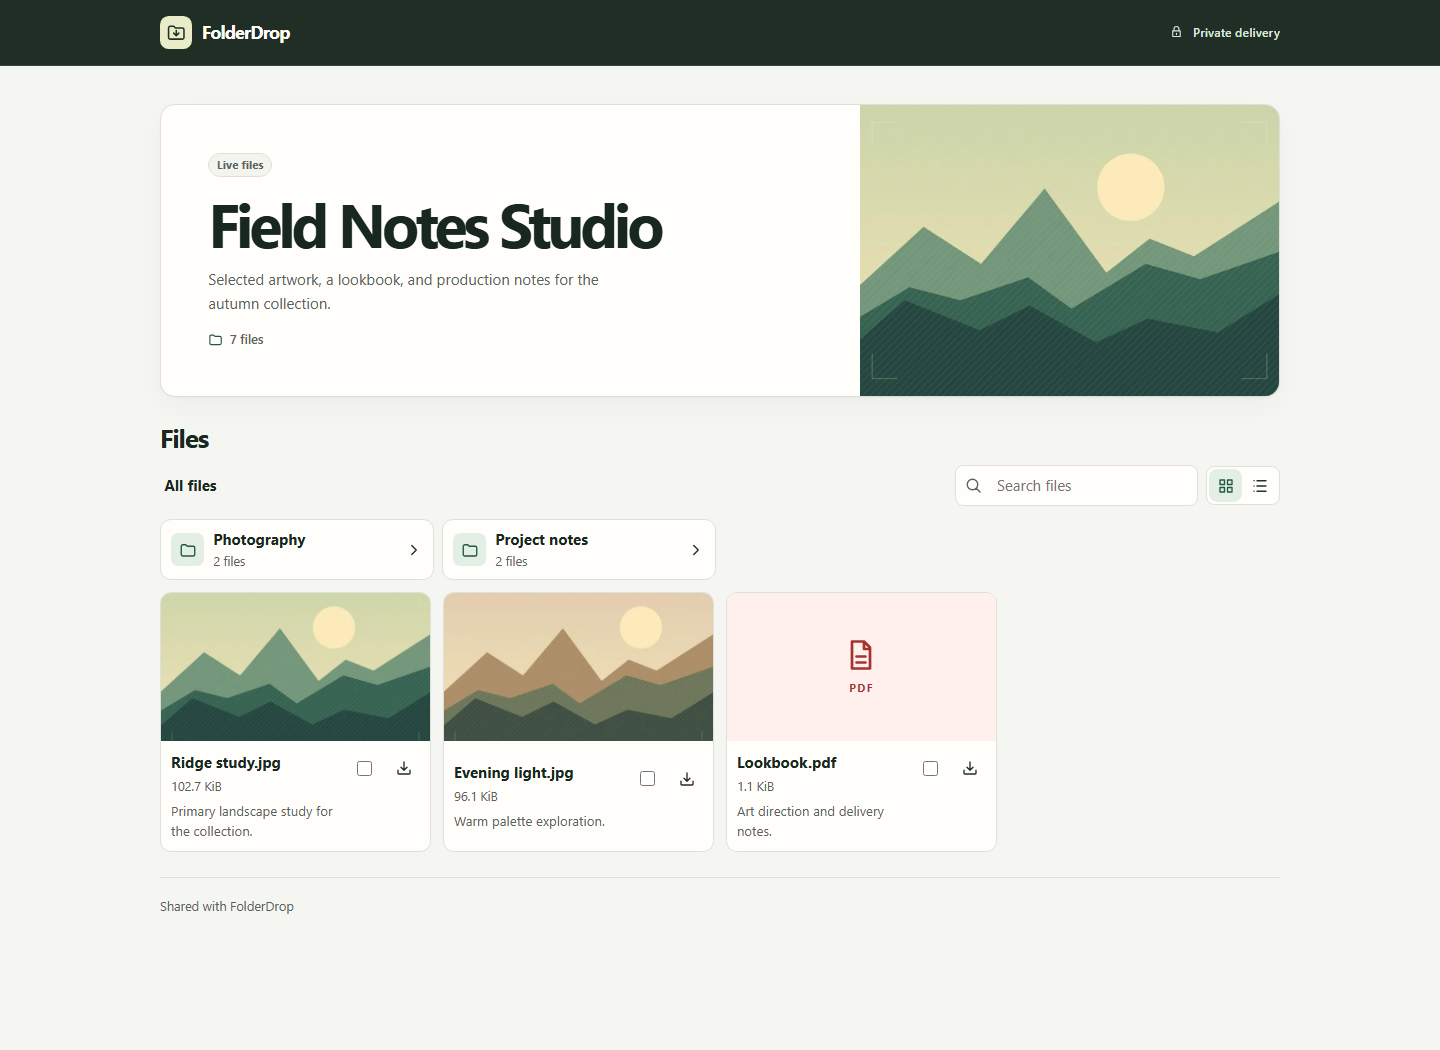 FolderDrop
Private delivery
Live files
Field Notes Studio
Selected artwork, a lookbook, and production notes for the
autumn collection.
7 files
Files
All files
Search files
Photography
2 files
Project notes
2 files
PDF
Ridge study.jpg
102.7 KiB
Primary landscape study for
the collection.
Evening light.jpg
96.1 KiB
Warm palette exploration.
Lookbook.pdf
1.1 KiB
Art direction and delivery
notes.
Shared with FolderDrop